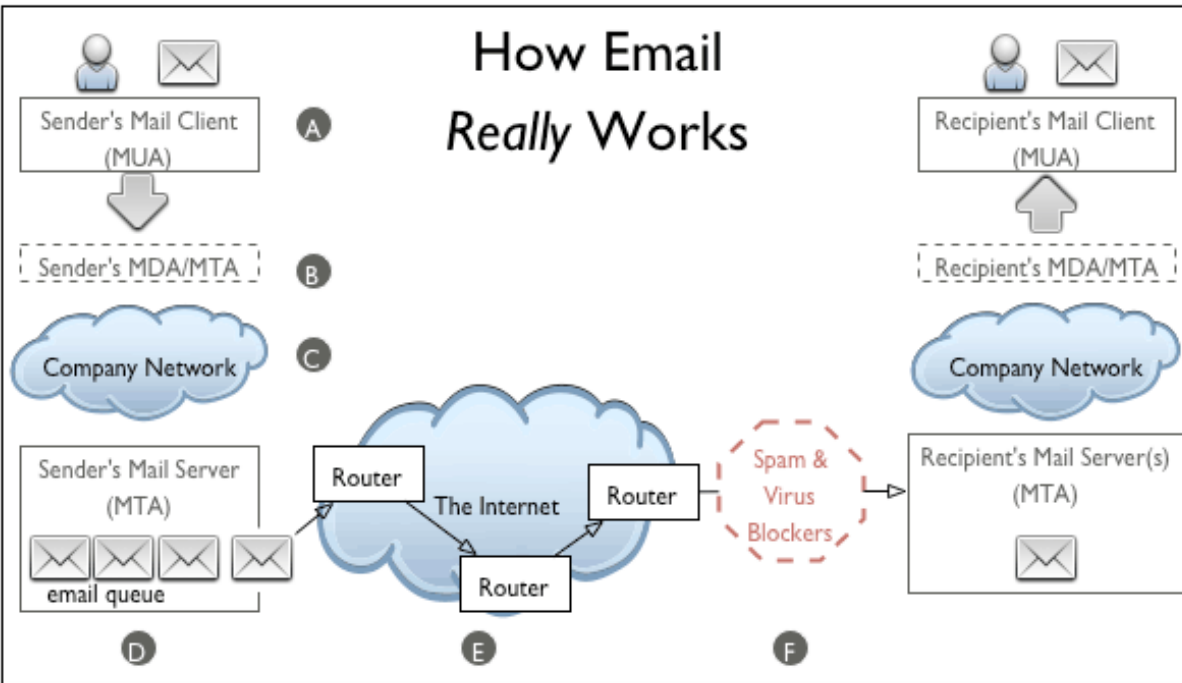 How Email
Really Works
Sender's Mail Client
(MUA)
A
Recipient's Mail Client
(MUA)
Sender's MDA/MTA
B
Recipient's MDA/MTA
Company Network
C
Company Network
Sender's Mail Server
(MTA)
email queue
Router
The Internet
Router
Router
Spam &
Virus
Blockers
Recipient's Mail Server(s)
(MTA)
D
E
F